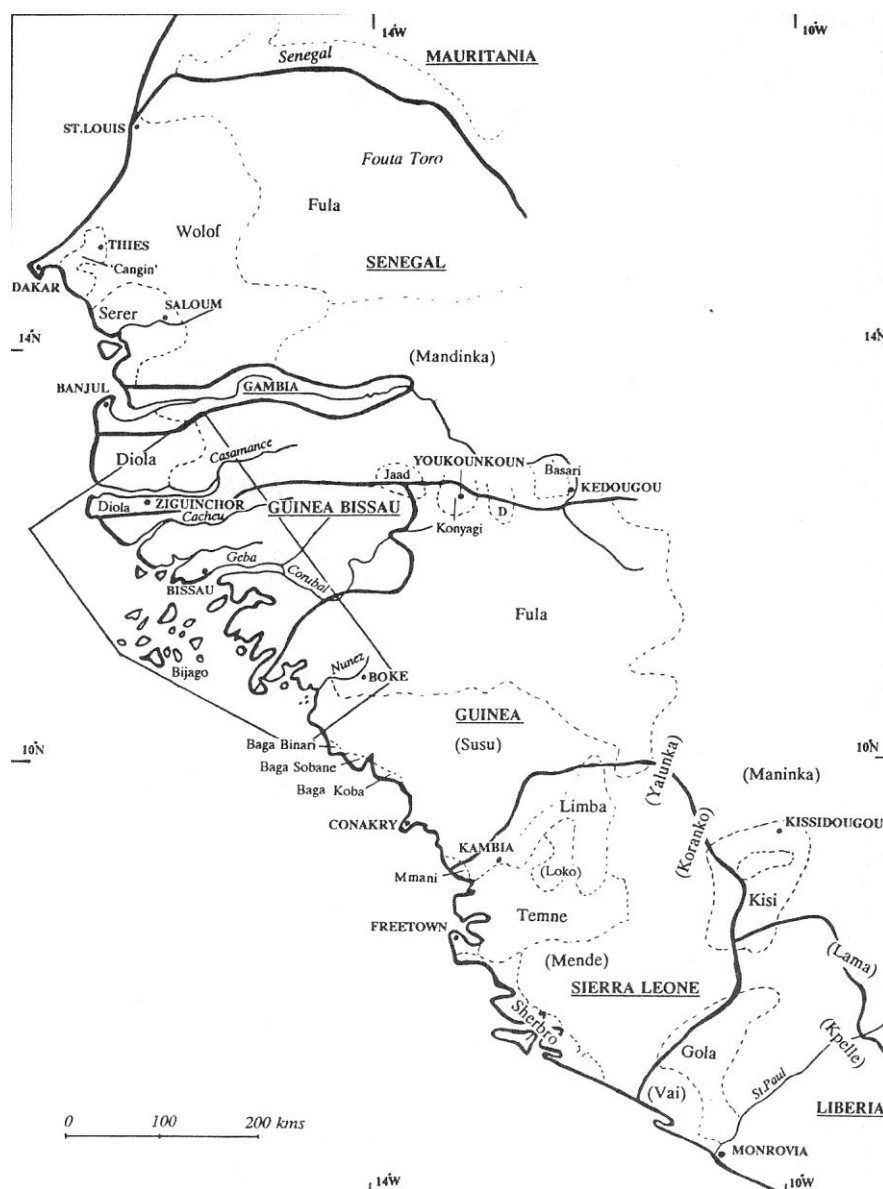 14W
10W
Senegal
MAURITANIA
ST.LOUIS
Fouta Toro
Fula
Wolof
THIES
'Cangin'
SENEGAL
DAKAR
SALOUM
Serer
14N
14N
(Mandinka)
BANJUL
GAMBIA
Diola
Casamance
YOUKOUNKOUN
Jaad
Basari
KEDOUGOU
Diola
ZIGUINCHOR
GUINEA BISSAU
D
Cacheu
Konyagi
Geba
BISSAU
Corubal
Fula
Bijago
Nunez
BOKE
GUINEA
(Susu)
Baga Binari
10N
10N
Baga Sobane
(Yalunka)
(Maninka)
Baga Koba
Limba
CONAKRY
KISSIDOUGOU
(Koranko)
KAMBIA
Mmani
(Loko)
Kisi
Temne
FREETOWN
(Mende)
(Lama)
SIERRA LEONE
Sherbro
Gola
(Kpelle)
(Vai)
St.Paul
LIBERIA
0 100 200 kms
MONROVIA
14W
10W